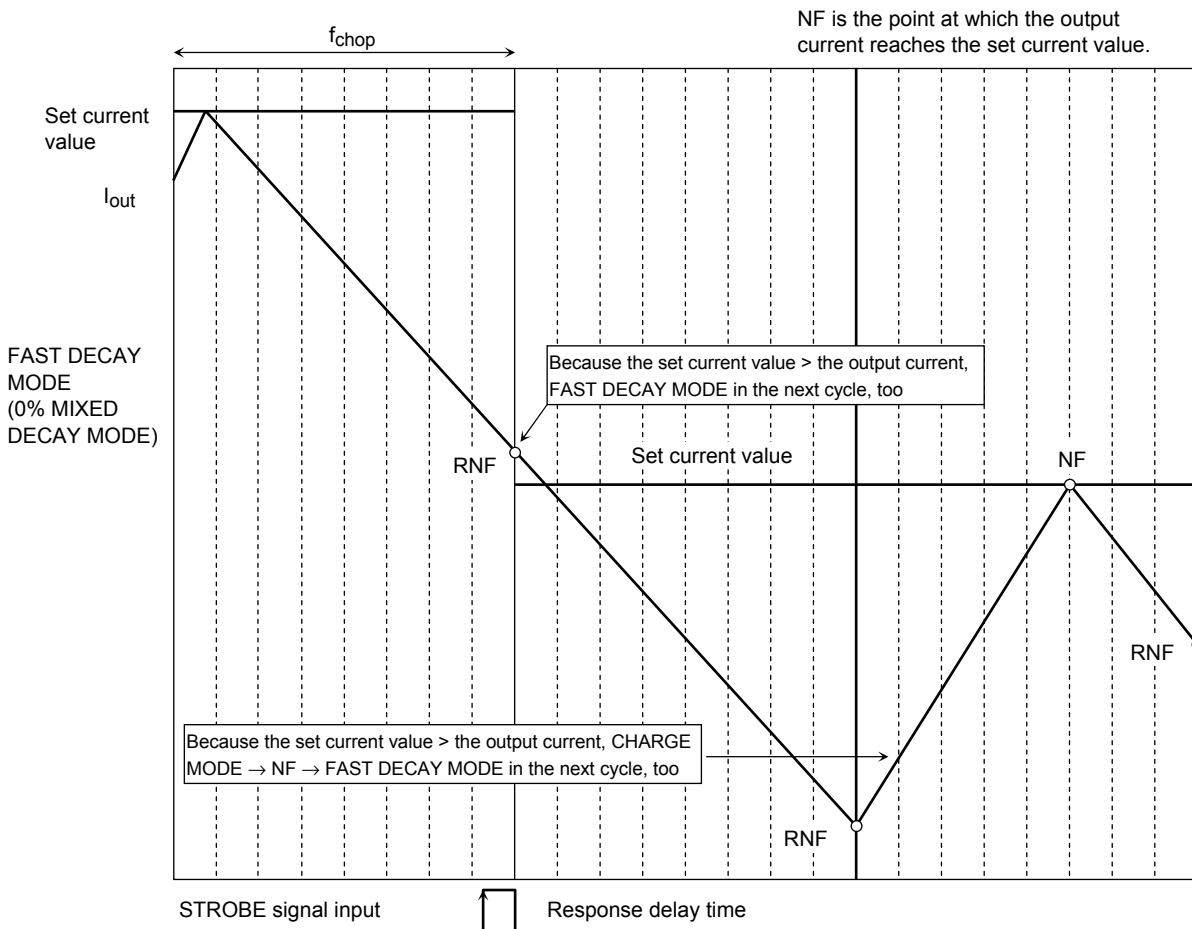 NF is the point at which the output
current reaches the set current value.
fchop
Set current
value
Iout
FAST DECAY
MODE
(0% MIXED
DECAY MODE)
Because the set current value > the output current,
FAST DECAY MODE in the next cycle, too
RNF
Set current value
NF
RNF
Because the set current value > the output current, CHARGE
MODE → NF → FAST DECAY MODE in the next cycle, too
RNF
STROBE signal input
Response delay time